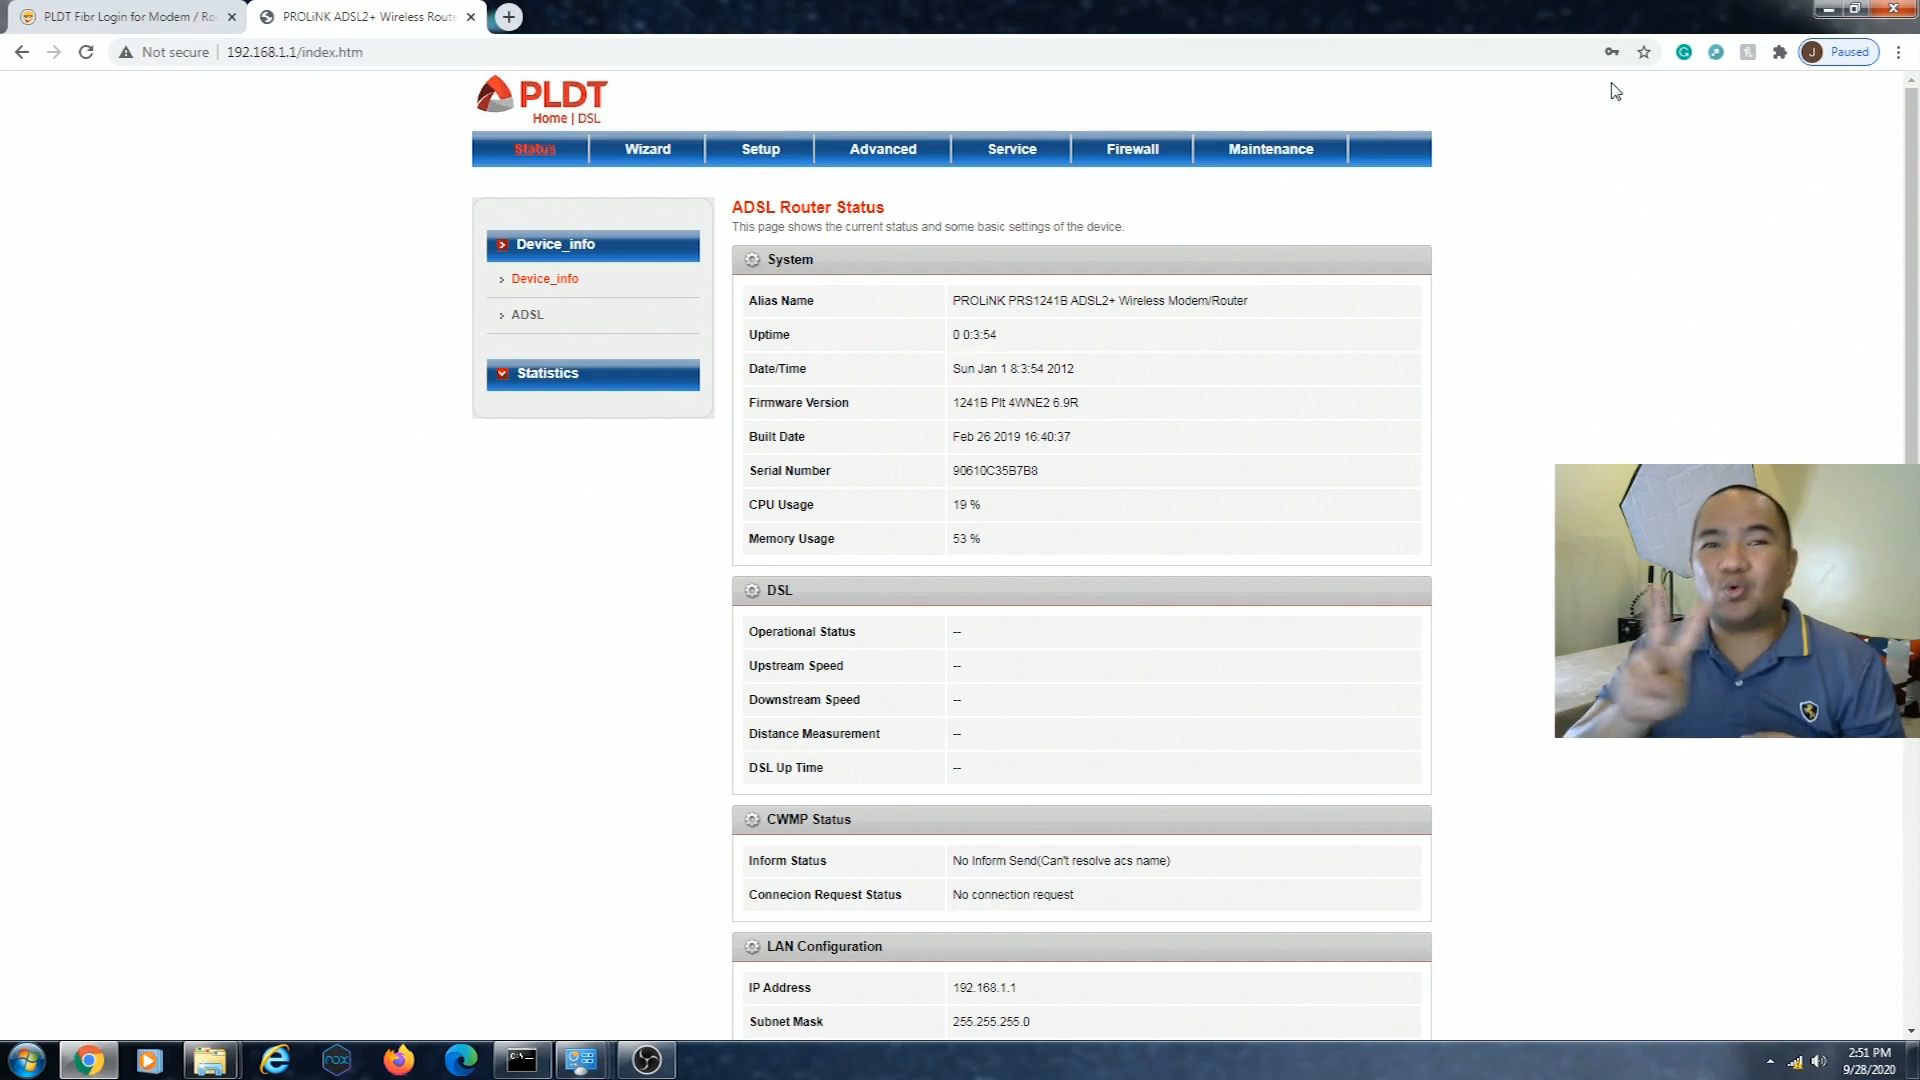 PLDT Fibr Login for Modem / Ro
PROLiNK ADSL2+ Wireless Route
Not secure
192.168.1.1/index.htm
J
Paused
PLDT
Home | DSL
Status
Wizard
Setup
Advanced
Service
Firewall
Maintenance
Device_info
Device_info
ADSL
Statistics
ADSL Router Status
This page shows the current status and some basic settings of the device.
System
Alias Name
PROLiNK PRS1241B ADSL2+ Wireless Modem/Router
Uptime
0 0:3:54
Date/Time
Sun Jan 1 8:3:54 2012
Firmware Version
1241B Plt 4WNE2 6.9R
Built Date
Feb 26 2019 16:40:37
Serial Number
90610C35B7B8
CPU Usage
19 %
Memory Usage
53 %
DSL
Operational Status
--
Upstream Speed
--
Downstream Speed
--
Distance Measurement
--
DSL Up Time
--
CWMP Status
Inform Status
No Inform Send(Can't resolve acs name)
Connecion Request Status
No connection request
LAN Configuration
IP Address
192.168.1.1
Subnet Mask
255.255.255.0
nox
C:\_
2:51 PM
9/28/2020